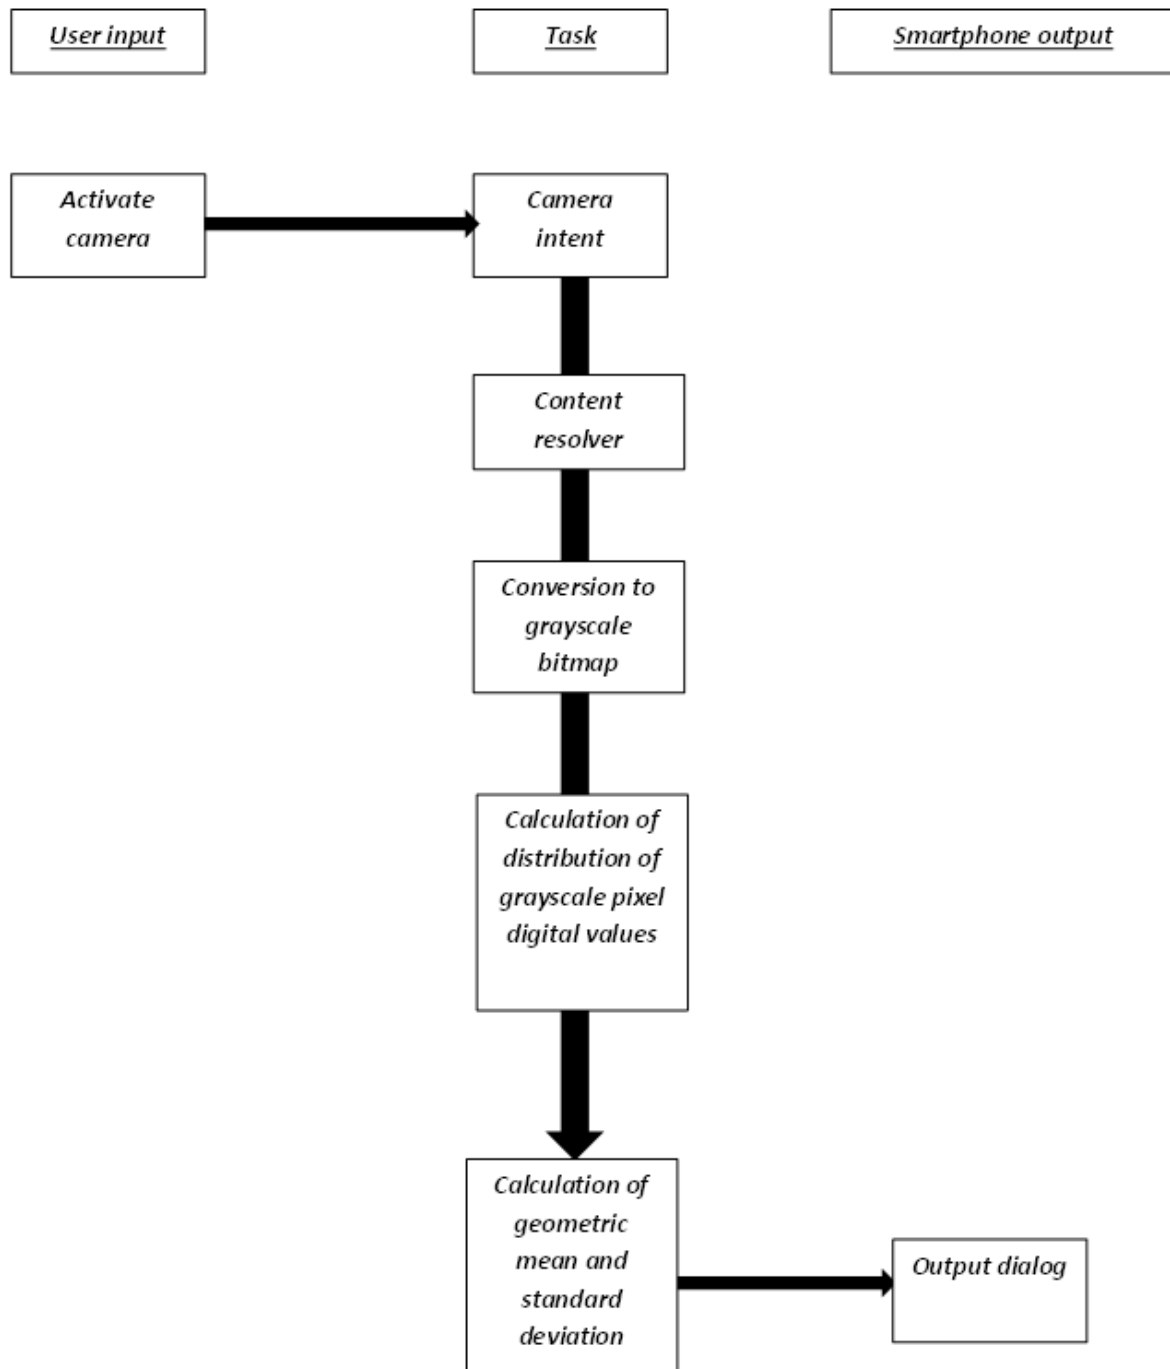 User input
Task
Smartphone output
Activate
camera
Camera
intent
Content
resolver
Conversion to
grayscale
bitmap
Calculation of
distribution of
grayscale pixel
digital values
Calculation of
geometric
mean and
standard
deviation
Output dialog